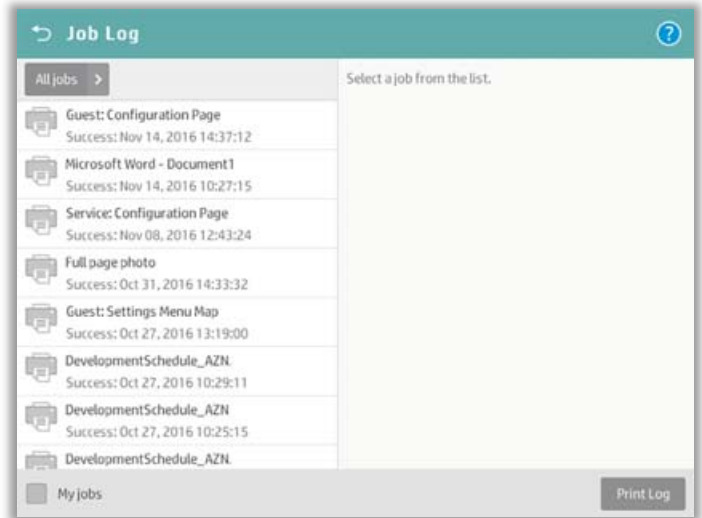 Job Log
?
All jobs >
Select a job from the list.
Guest: Configuration Page
Success: Nov 14, 2016 14:37:12
Microsoft Word - Document1
Success: Nov 14, 2016 10:27:15
Service: Configuration Page
Success: Nov 08, 2016 12:43:24
Full page photo
Success: Oct 31, 2016 14:33:32
Guest: Settings Menu Map
Success: Oct 27, 2016 13:19:00
DevelopmentSchedule_AZN.
Success: Oct 27, 2016 10:29:11
DevelopmentSchedule_AZN
Success: Oct 27, 2016 10:25:15
DevelopmentSchedule_AZN.
My jobs
Print Log